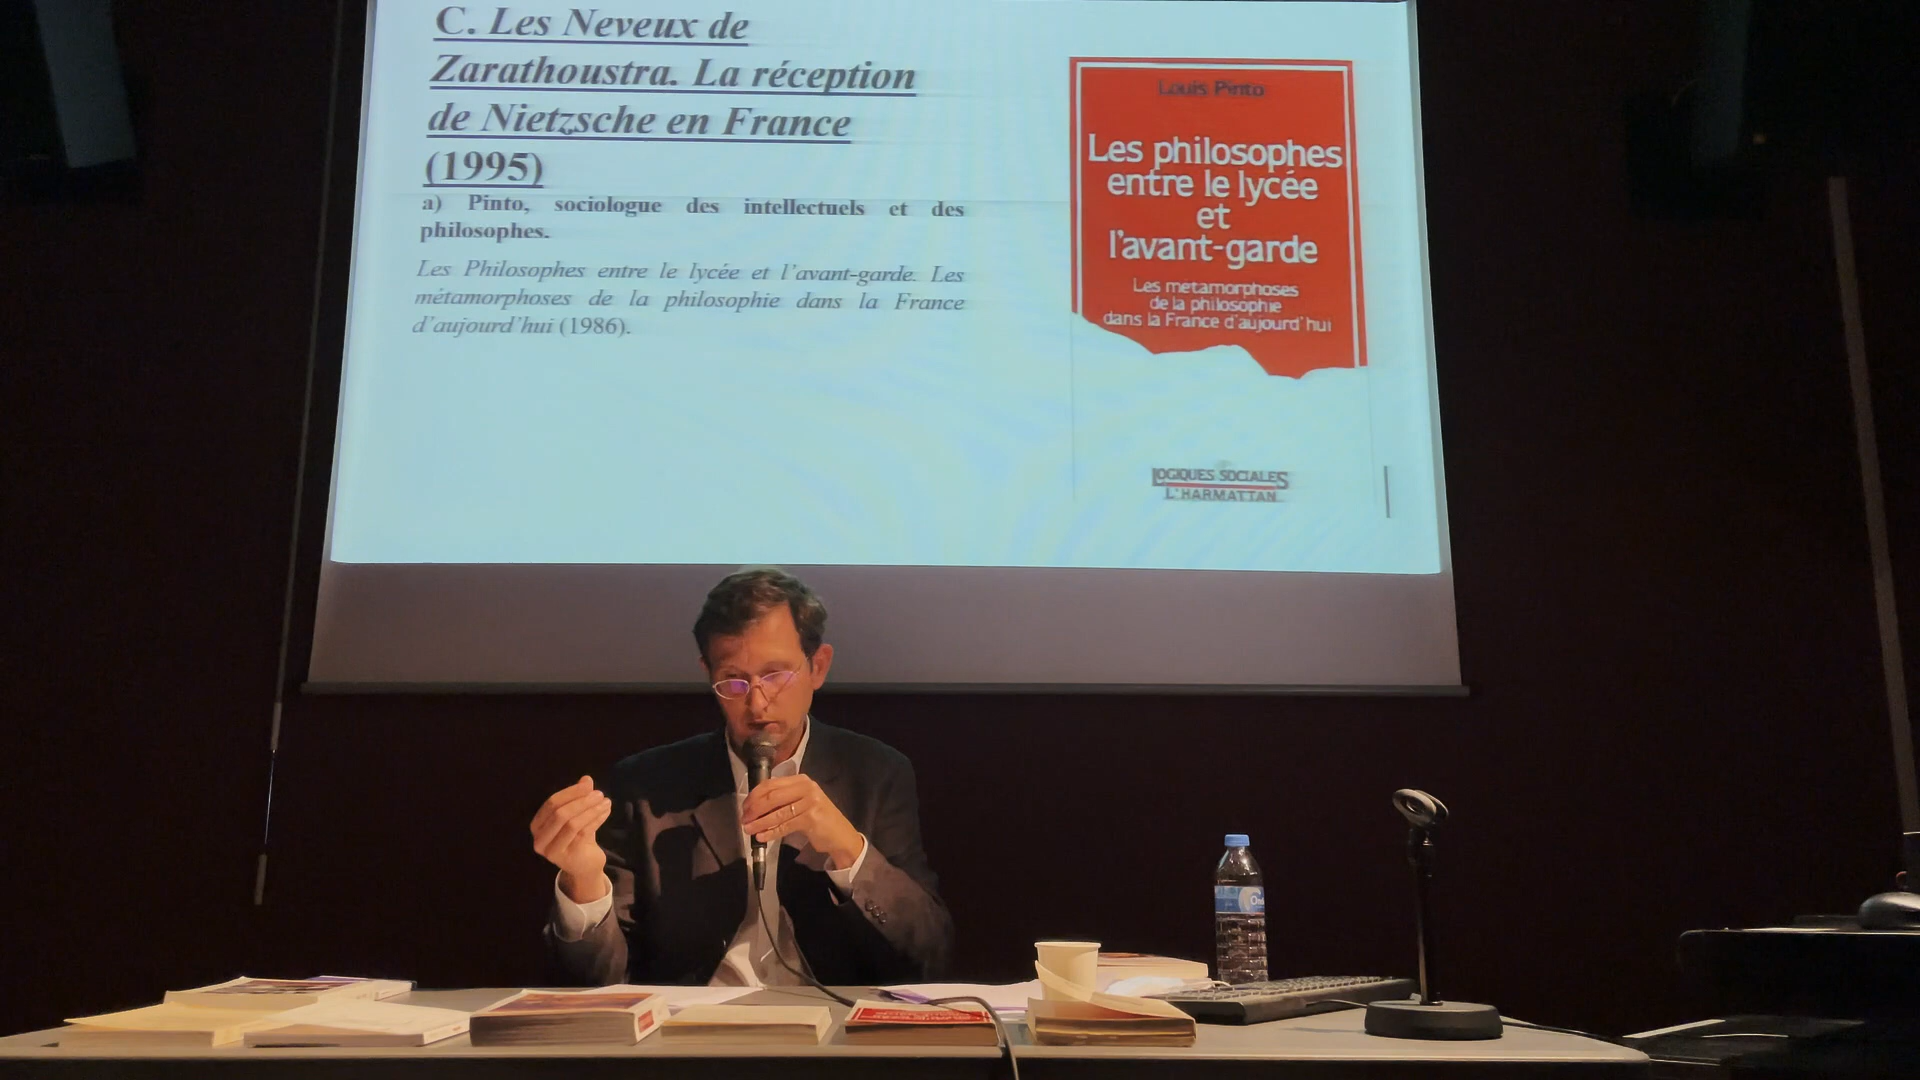 C. Les Neveux de
Zarathoustra. La réception
de Nietzsche en France
(1995)
a) Pinto, sociologue des intellectuels et des
philosophes.
Les Philosophes entre le lycée et l'avant-garde. Les
métamorphoses de la philosophie dans la France
d'aujourd'hui (1986).
Louis Pinto
Les philosophes
entre le lycée
et
l'avant-garde
Les métamorphoses
de la philosophie
dans la France d'aujourd'hui
LOGIQUES SOCIALES
L'HARMATTAN